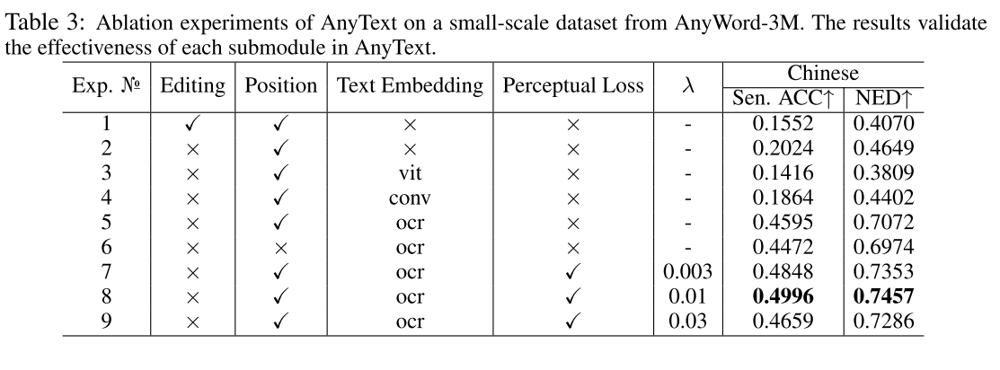 Table 3: Ablation experiments of AnyText on a small-scale dataset from AnyWord-3M. The results validate
the effectiveness of each submodule in AnyText.
Exp. № Editing Position Text Embedding Perceptual Loss λ Chinese
Sen. ACC↑ NED↑
1 ✓ ✓ × × - 0.1552 0.4070
2 × ✓ × × - 0.2024 0.4649
3 × ✓ vit × - 0.1416 0.3809
4 × ✓ conv × - 0.1864 0.4402
5 × ✓ ocr × - 0.4595 0.7072
6 × × ocr × - 0.4472 0.6974
7 × ✓ ocr ✓ 0.003 0.4848 0.7353
8 × ✓ ocr ✓ 0.01 0.4996 0.7457
9 × ✓ ocr ✓ 0.03 0.4659 0.7286